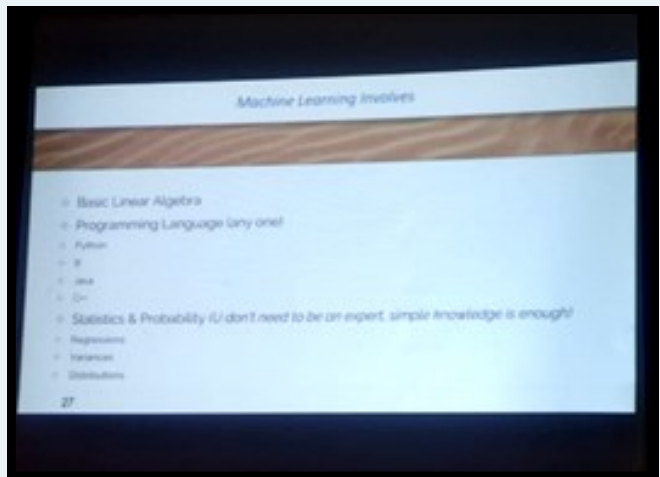 Machine Learning Involves
Basic Linear Algebra
Programming Language (any one)
Python
R
Java
C++
Statistics & Probability (U don't need to be an expert, simple knowledge is enough)
Regressions
Variances
Distributions
27